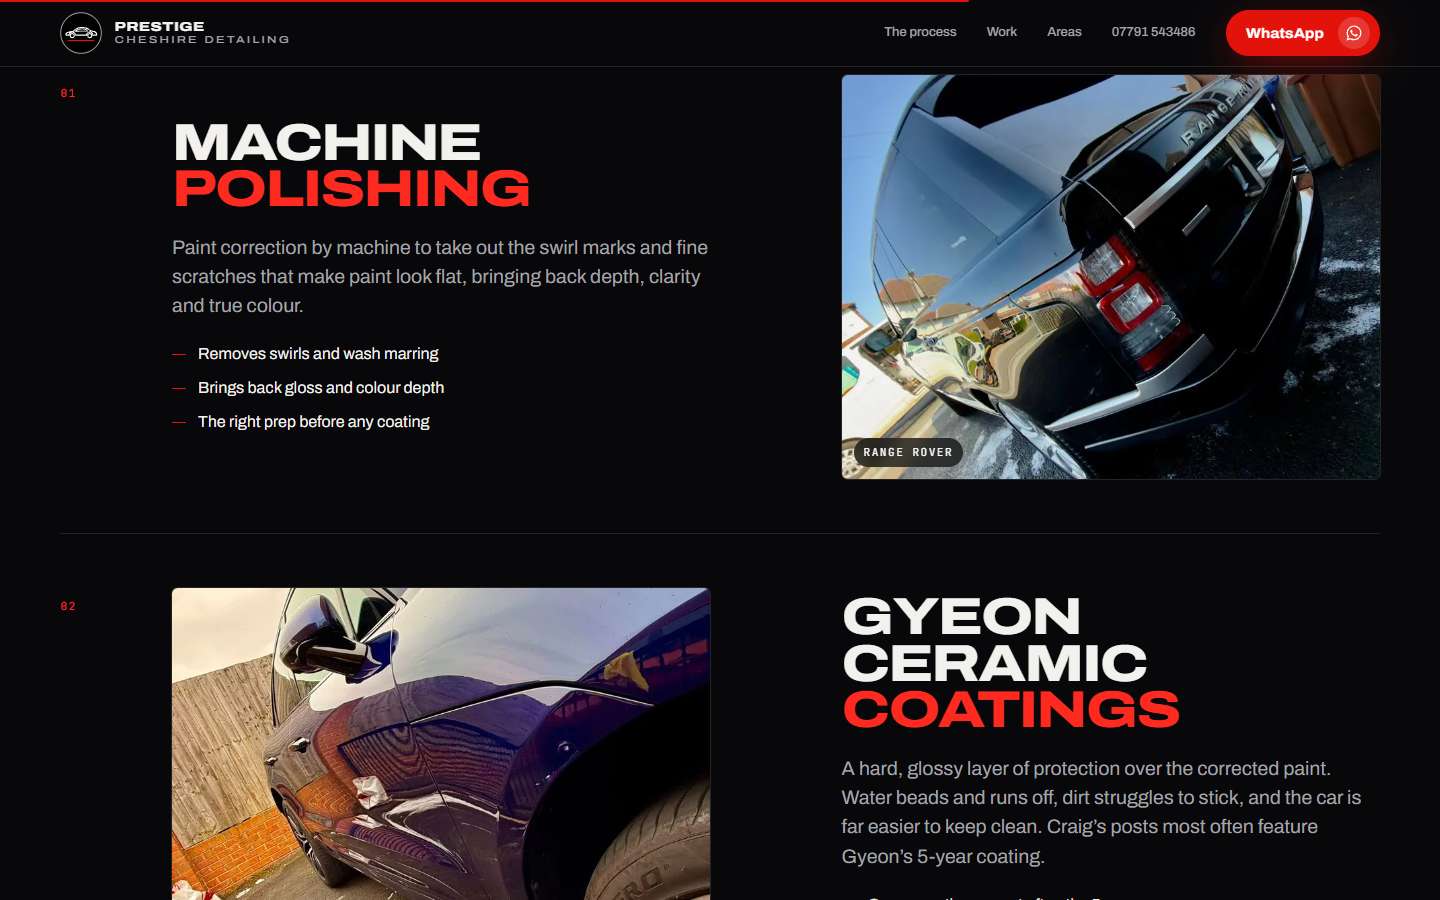 PRESTIGE
CHESHIRE DETAILING
The process
Work
Areas
07791 543486
WhatsApp
01
MACHINE
POLISHING
Paint correction by machine to take out the swirl marks and fine
scratches that make paint look flat, bringing back depth, clarity
and true colour.
— Removes swirls and wash marring
— Brings back gloss and colour depth
— The right prep before any coating
RANGE ROVER
02
GYEON
CERAMIC
COATINGS
A hard, glossy layer of protection over the corrected paint.
Water beads and runs off, dirt struggles to stick, and the car is
far easier to keep clean. Craig’s posts most often feature
Gyeon’s 5-year coating.